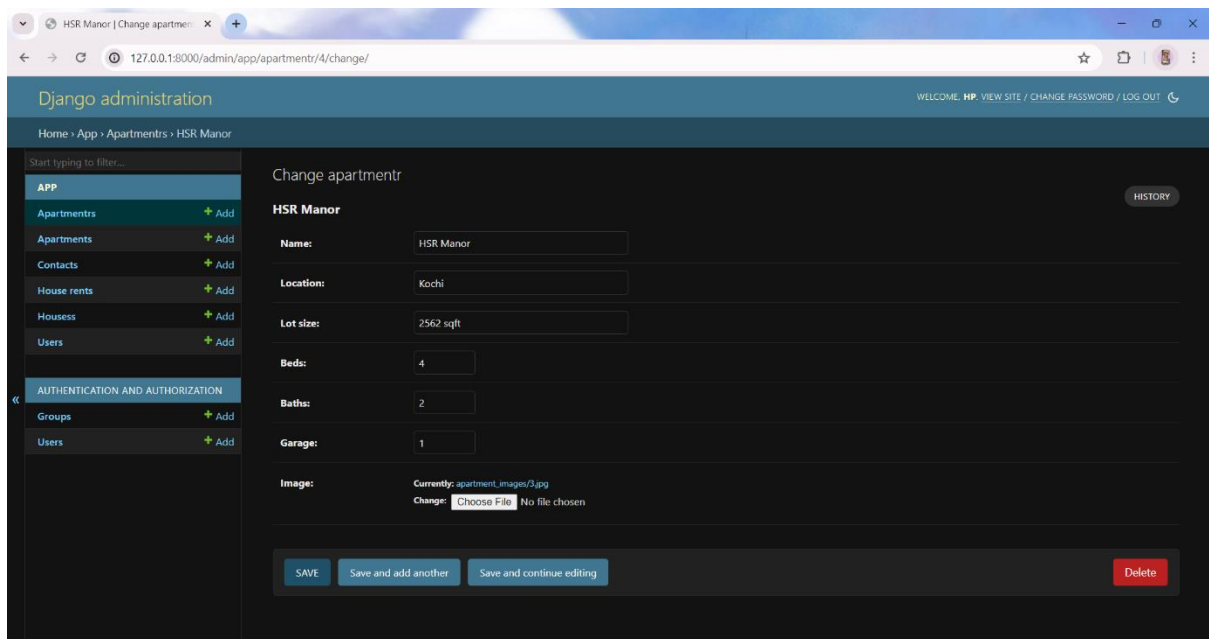 HSR Manor | Change apartmen
127.0.0.1:8000/admin/app/apartmentr/4/change/
Django administration
WELCOME, HP. VIEW SITE / CHANGE PASSWORD / LOG OUT
Home › App › Apartmentrs › HSR Manor
Start typing to filter...
APP
Apartmentrs + Add
Apartments + Add
Contacts + Add
House rents + Add
Housess + Add
Users + Add
AUTHENTICATION AND AUTHORIZATION
Groups + Add
Users + Add
«
Change apartmentr
HISTORY
HSR Manor
Name: HSR Manor
Location: Kochi
Lot size: 2562 sqft
Beds: 4
Baths: 2
Garage: 1
Image: Currently: apartment_images/3.jpg
Change: Choose File No file chosen
SAVE Save and add another Save and continue editing Delete